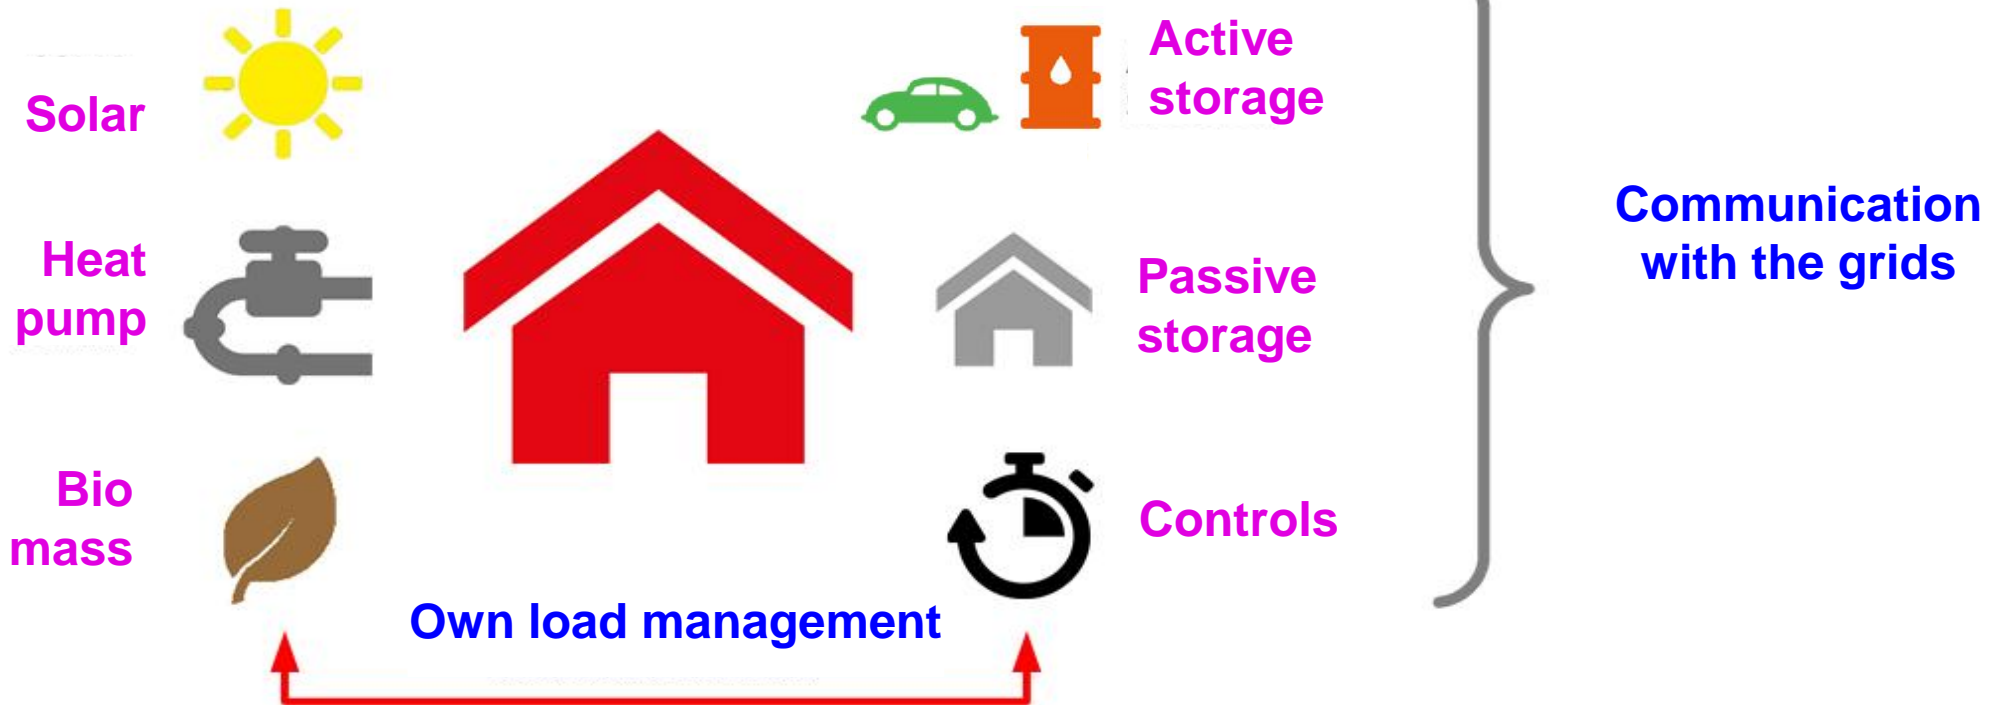 Solar
Heat
pump
Bio
mass
Own load management
Active
storage
Passive
storage
Controls
Communication
with the grids